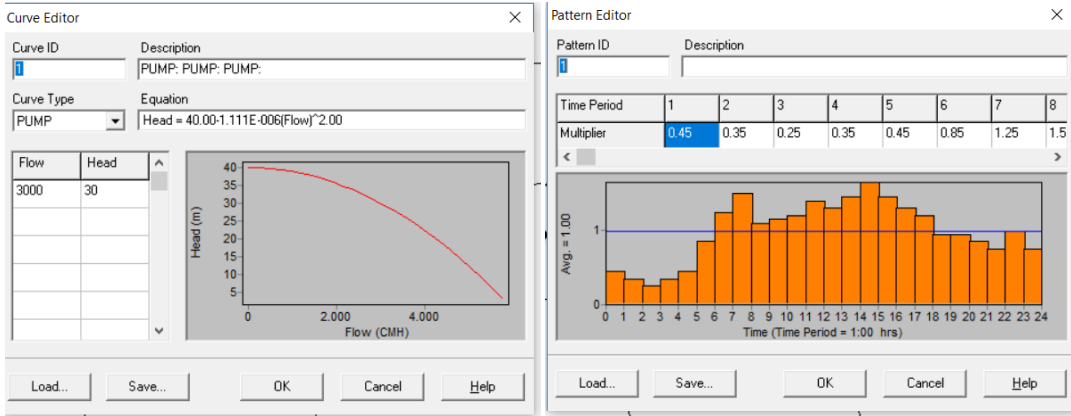 Curve Editor
Curve ID Description
1 PUMP: PUMP: PUMP:
Curve Type Equation
PUMP Head = 40.00-1.111E-006(Flow)^2.00
Flow Head
3000 30
Head (m)
40
35
30
25
20
15
10
5
0 2.000 4.000
Flow (CMH)
Load... Save... OK Cancel Help
Pattern Editor
Pattern ID Description
1
Time Period 1 2 3 4 5 6 7 8
Multiplier 0.45 0.35 0.25 0.35 0.45 0.85 1.25 1.5
Avg. = 1.00
1
0
0 1 2 3 4 5 6 7 8 9 10 11 12 13 14 15 16 17 18 19 20 21 22 23 24
Time (Time Period = 1:00 hrs)
Load... Save... OK Cancel Help